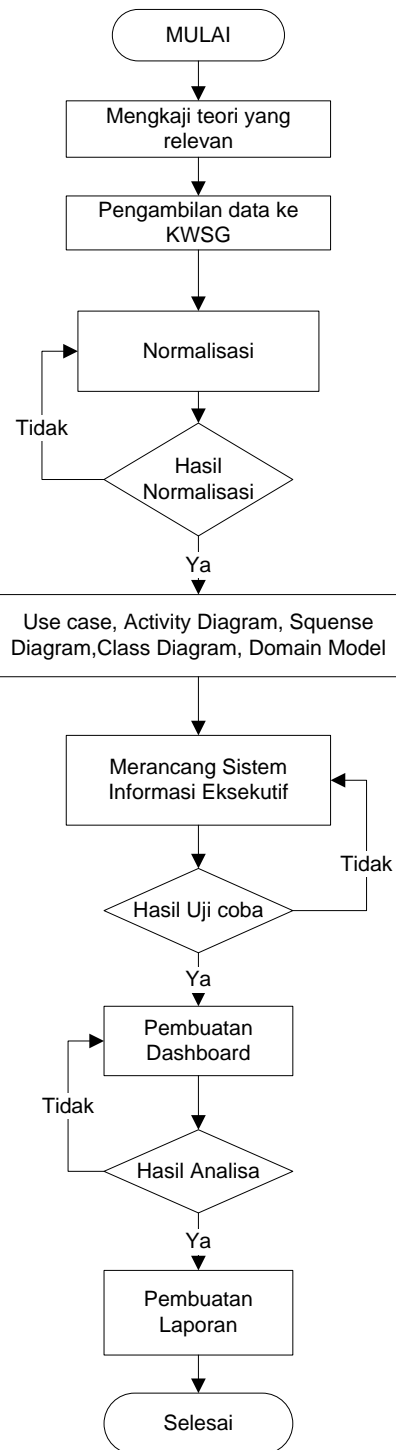 MULAI
Mengkaji teori yang
relevan
Pengambilan data ke
KWSG
Normalisasi
Tidak
Hasil
Normalisasi
Ya
Use case, Activity Diagram, Squense
Diagram,Class Diagram, Domain Model
Merancang Sistem
Informasi Eksekutif
Tidak
Hasil Uji coba
Ya
Pembuatan
Dashboard
Tidak
Hasil Analisa
Ya
Pembuatan
Laporan
Selesai